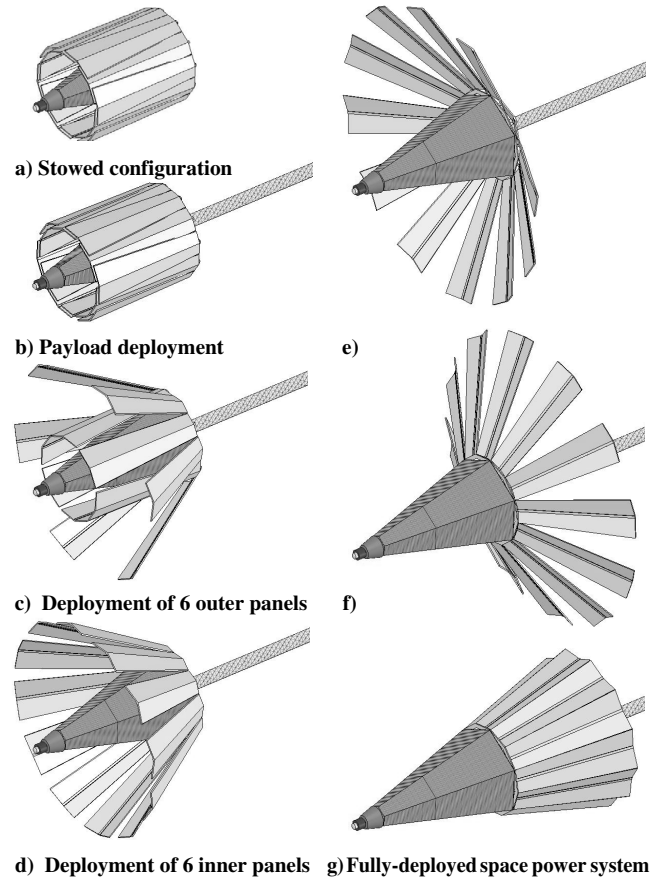 a) Stowed configuration
b) Payload deployment
c) Deployment of 6 outer panels
d) Deployment of 6 inner panels
e)
f)
g) Fully-deployed space power system